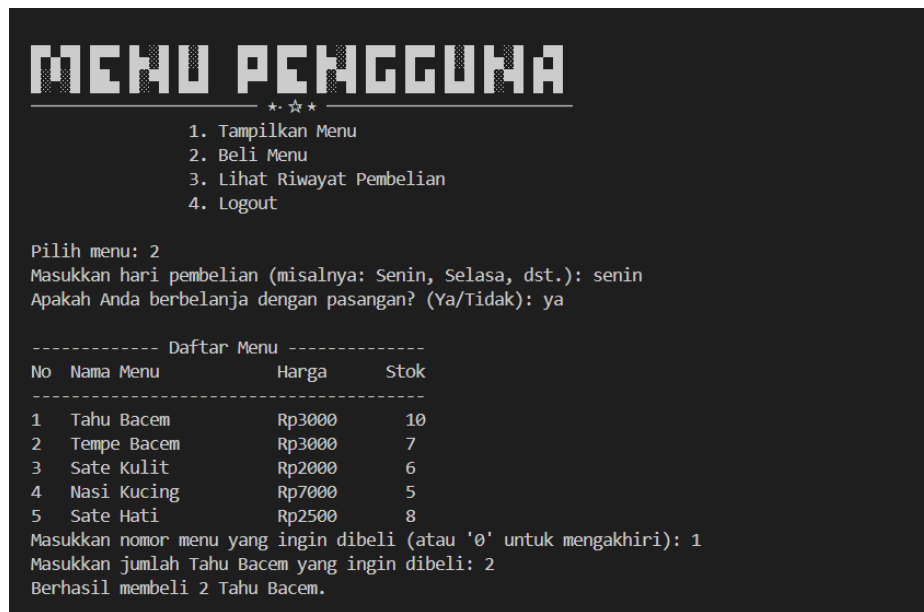 MENU PENGGUNA
1. Tampilkan Menu
2. Beli Menu
3. Lihat Riwayat Pembelian
4. Logout
Pilih menu: 2
Masukkan hari pembelian (misalnya: Senin, Selasa, dst.): senin
Apakah Anda berbelanja dengan pasangan? (Ya/Tidak): ya
------------- Daftar Menu --------------
No Nama Menu Harga Stok
----------------------------------------
1 Tahu Bacem Rp3000 10
2 Tempe Bacem Rp3000 7
3 Sate Kulit Rp2000 6
4 Nasi Kucing Rp7000 5
5 Sate Hati Rp2500 8
Masukkan nomor menu yang ingin dibeli (atau '0' untuk mengakhiri): 1
Masukkan jumlah Tahu Bacem yang ingin dibeli: 2
Berhasil membeli 2 Tahu Bacem.